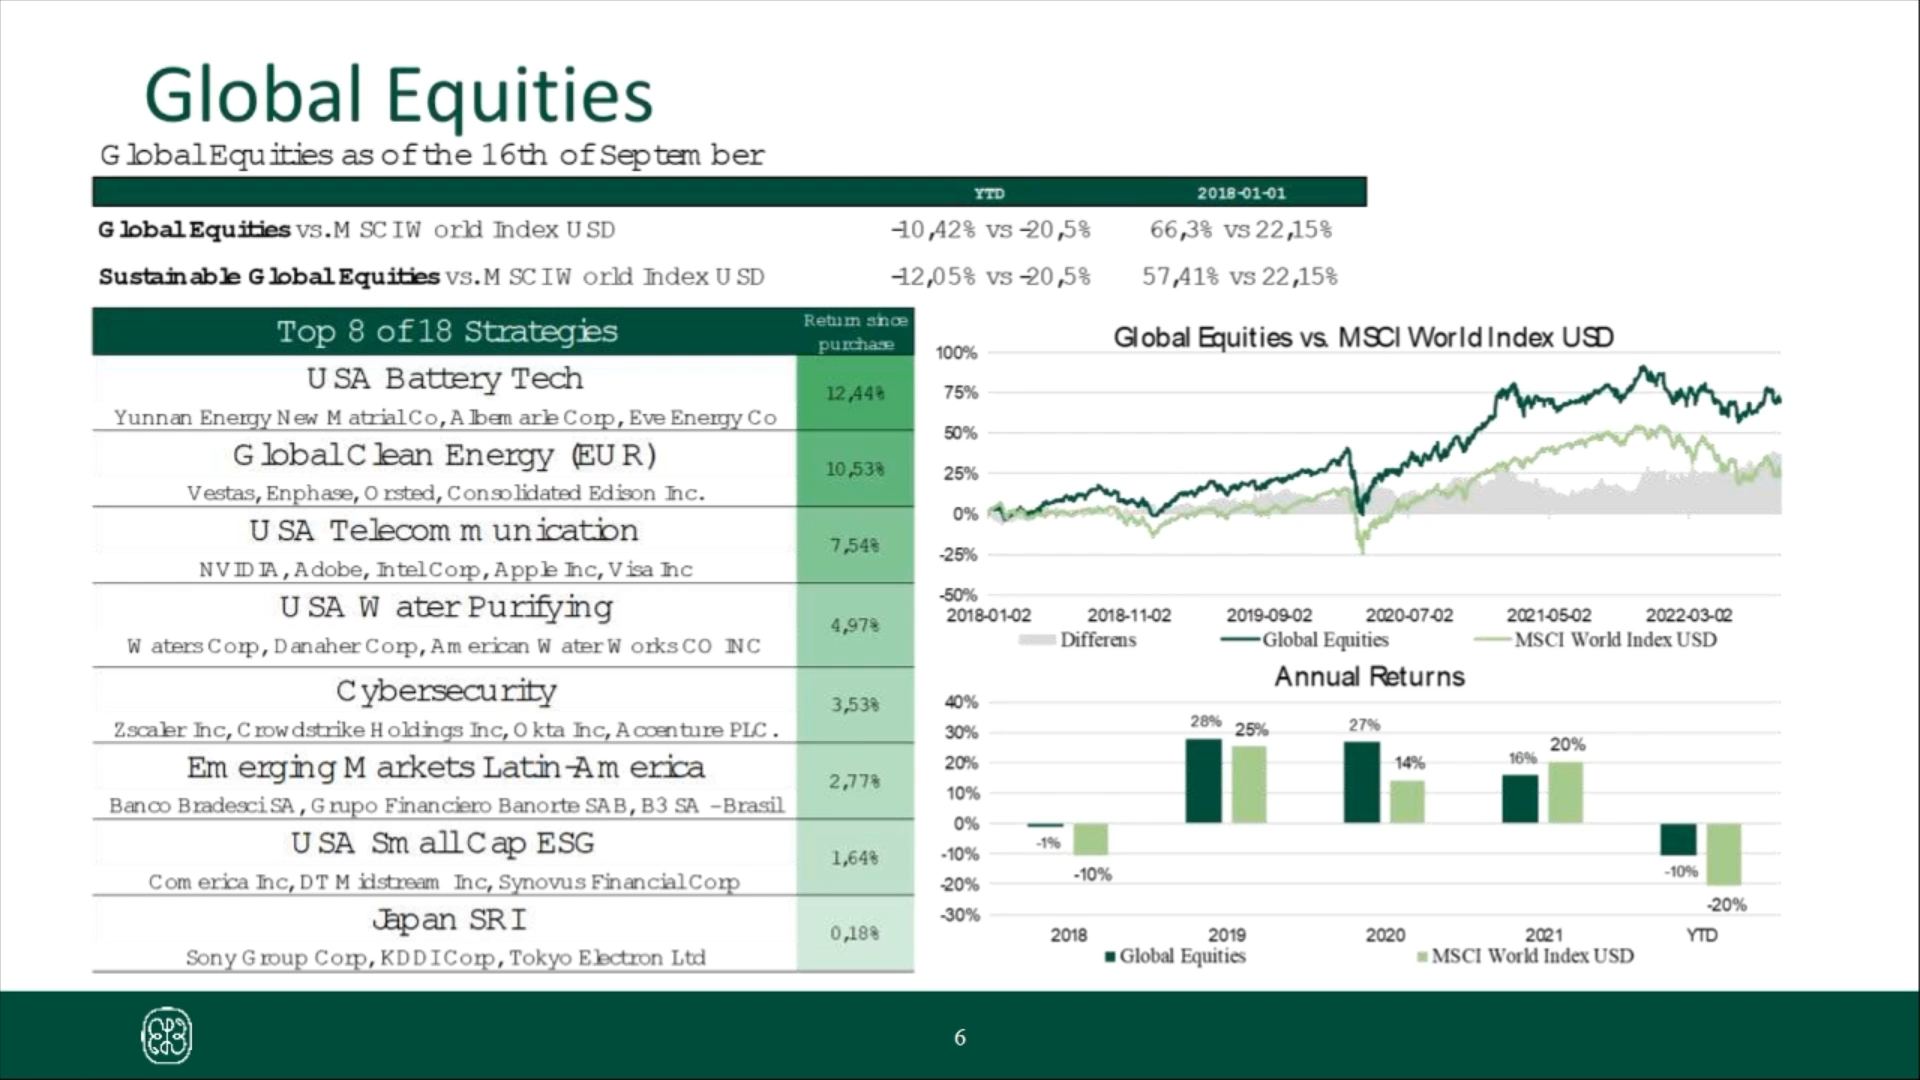 Global Equities
Global Equities as of the 16th of September
YTD 2018-01-01
Global Equities vs. MSCI World Index USD -10,42% vs -20,5% 66,3% vs 22,15%
Sustainable Global Equities vs. MSCI World Index USD -12,05% vs -20,5% 57,41% vs 22,15%
Top 8 of 18 Strategies
Return since
purchase
USA Battery Tech
12,44%
Yunnan Energy New Matrial Co, Albemarle Corp, Eve Energy Co
Global Clean Energy (EUR)
10,53%
Vestas, Enphase, Orsted, Consolidated Edison Inc.
USA Telecommunication
7,54%
NVIDIA, Adobe, Intel Corp, Apple Inc, Visa Inc
USA Water Purifying
4,97%
Waters Corp, Danaher Corp, American Water Works CO INC
Cybersecurity
3,53%
Zscaler Inc, Crowdstrike Holdings Inc, Okta Inc, Accenture PLC.
Emerging Markets Latin-America
2,77%
Banco Bradesci SA, Grupo Financiero Banorte SAB, B3 SA -Brasil
USA Small Cap ESG
1,64%
Comerica Inc, DT Midstream Inc, Synovus Financial Corp
Japan SRI
0,18%
Sony Group Corp, KDDI Corp, Tokyo Electron Ltd
Global Equities vs. MSCI World Index USD
100%
75%
50%
25%
0%
-25%
-50%
2018-01-02 2018-11-02 2019-09-02 2020-07-02 2021-05-02 2022-03-02
Differens Global Equities MSCI World Index USD
Annual Returns
40%
30%
20%
10%
0%
-10%
-20%
-30%
28% 25% 27% 14% 16% 20%
-1% -10% -10% -20%
2018 2019 2020 2021 YTD
Global Equities MSCI World Index USD
6